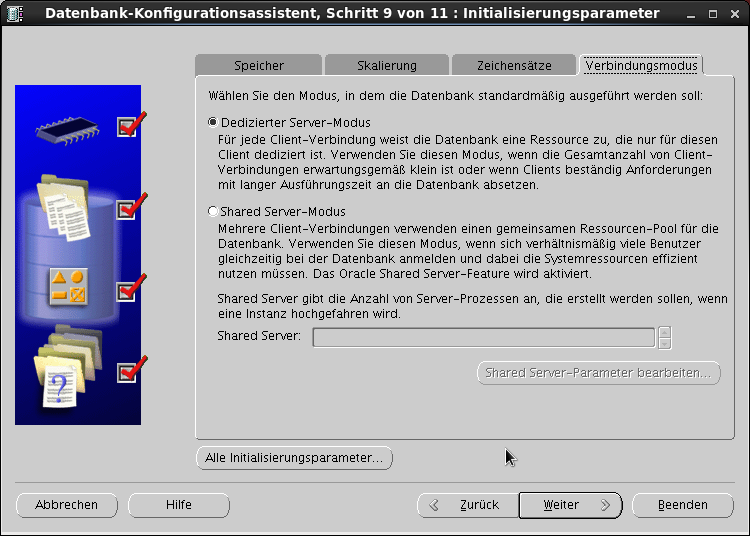 Datenbank-Konfigurationsassistent, Schritt 9 von 11 : Initialisierungsparameter
Speicher
Skalierung
Zeichensätze
Verbindungsmodus
Wählen Sie den Modus, in dem die Datenbank standardmäßig ausgeführt werden soll:
Dedizierter Server-Modus
Für jede Client-Verbindung weist die Datenbank eine Ressource zu, die nur für diesen
Client dediziert ist. Verwenden Sie diesen Modus, wenn die Gesamtanzahl von Client-
Verbindungen erwartungsgemäß klein ist oder wenn Clients beständig Anforderungen
mit langer Ausführungszeit an die Datenbank absetzen.
Shared Server-Modus
Mehrere Client-Verbindungen verwenden einen gemeinsamen Ressourcen-Pool für die
Datenbank. Verwenden Sie diesen Modus, wenn sich verhältnismäßig viele Benutzer
gleichzeitig bei der Datenbank anmelden und dabei die Systemressourcen effizient
nutzen müssen. Das Oracle Shared Server-Feature wird aktiviert.
Shared Server gibt die Anzahl von Server-Prozessen an, die erstellt werden sollen, wenn
eine Instanz hochgefahren wird.
Shared Server:
Shared Server-Parameter bearbeiten...
?
Alle Initialisierungsparameter...
Abbrechen
Hilfe
Zurück
Weiter
Beenden